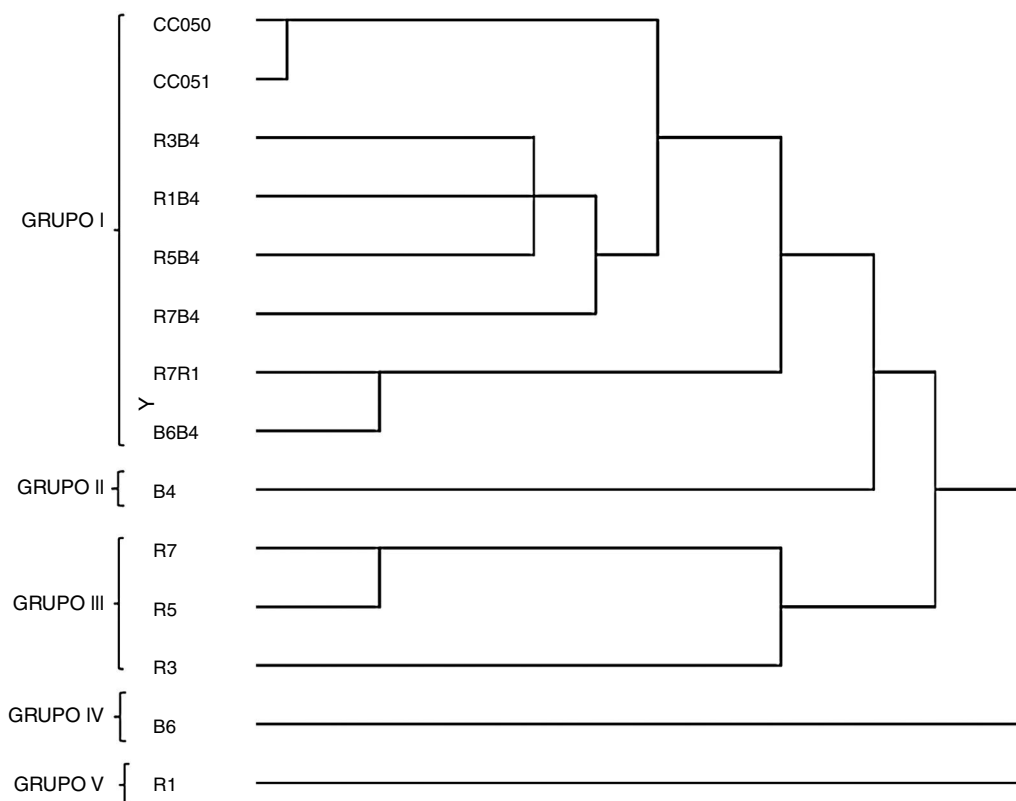 CC050
CC051
R3B4
R1B4
GRUPO I
R5B4
R7B4
R7R1
Y
B6B4
GRUPO II
B4
R7
GRUPO III
R5
R3
GRUPO IV
B6
GRUPO V
R1